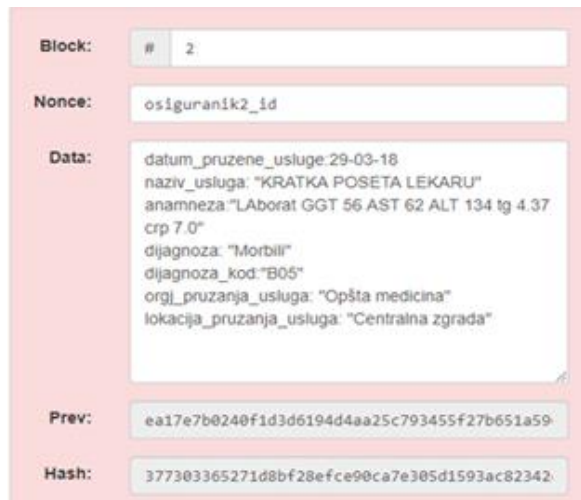 Block: # 2
Nonce: osiguranik2_id
Data: datum_pruzene_usluge:29-03-18
naziv_usluga: "KRATKA POSETA LEKARU"
anamneza:"LAborat GGT 56 AST 62 ALT 134 tg 4.37
crp 7.0"
dijagnoza: "Morbili"
dijagnoza_kod:"B05"
orgj_pruzanja_usluga: "Opšta medicina"
lokacija_pruzanja_usluga: "Centralna zgrada"
Prev: ea17e7b0240f1d3d6194d4aa25c793455f27b651a59
Hash: 377303365271d8bf28efce90ca7e305d1593ac82342